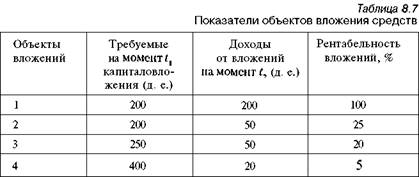 Таблица 8.7
Показатели объектов вложения средств
Объекты вложений
Требуемые на момент t₁ капиталовло-жения (д. е.)
Доходы от вложений на момент t, (д. е.)
Рентабельность вложений, %
1 200 200 100
2 200 50 25
3 250 50 20
4 400 20 5